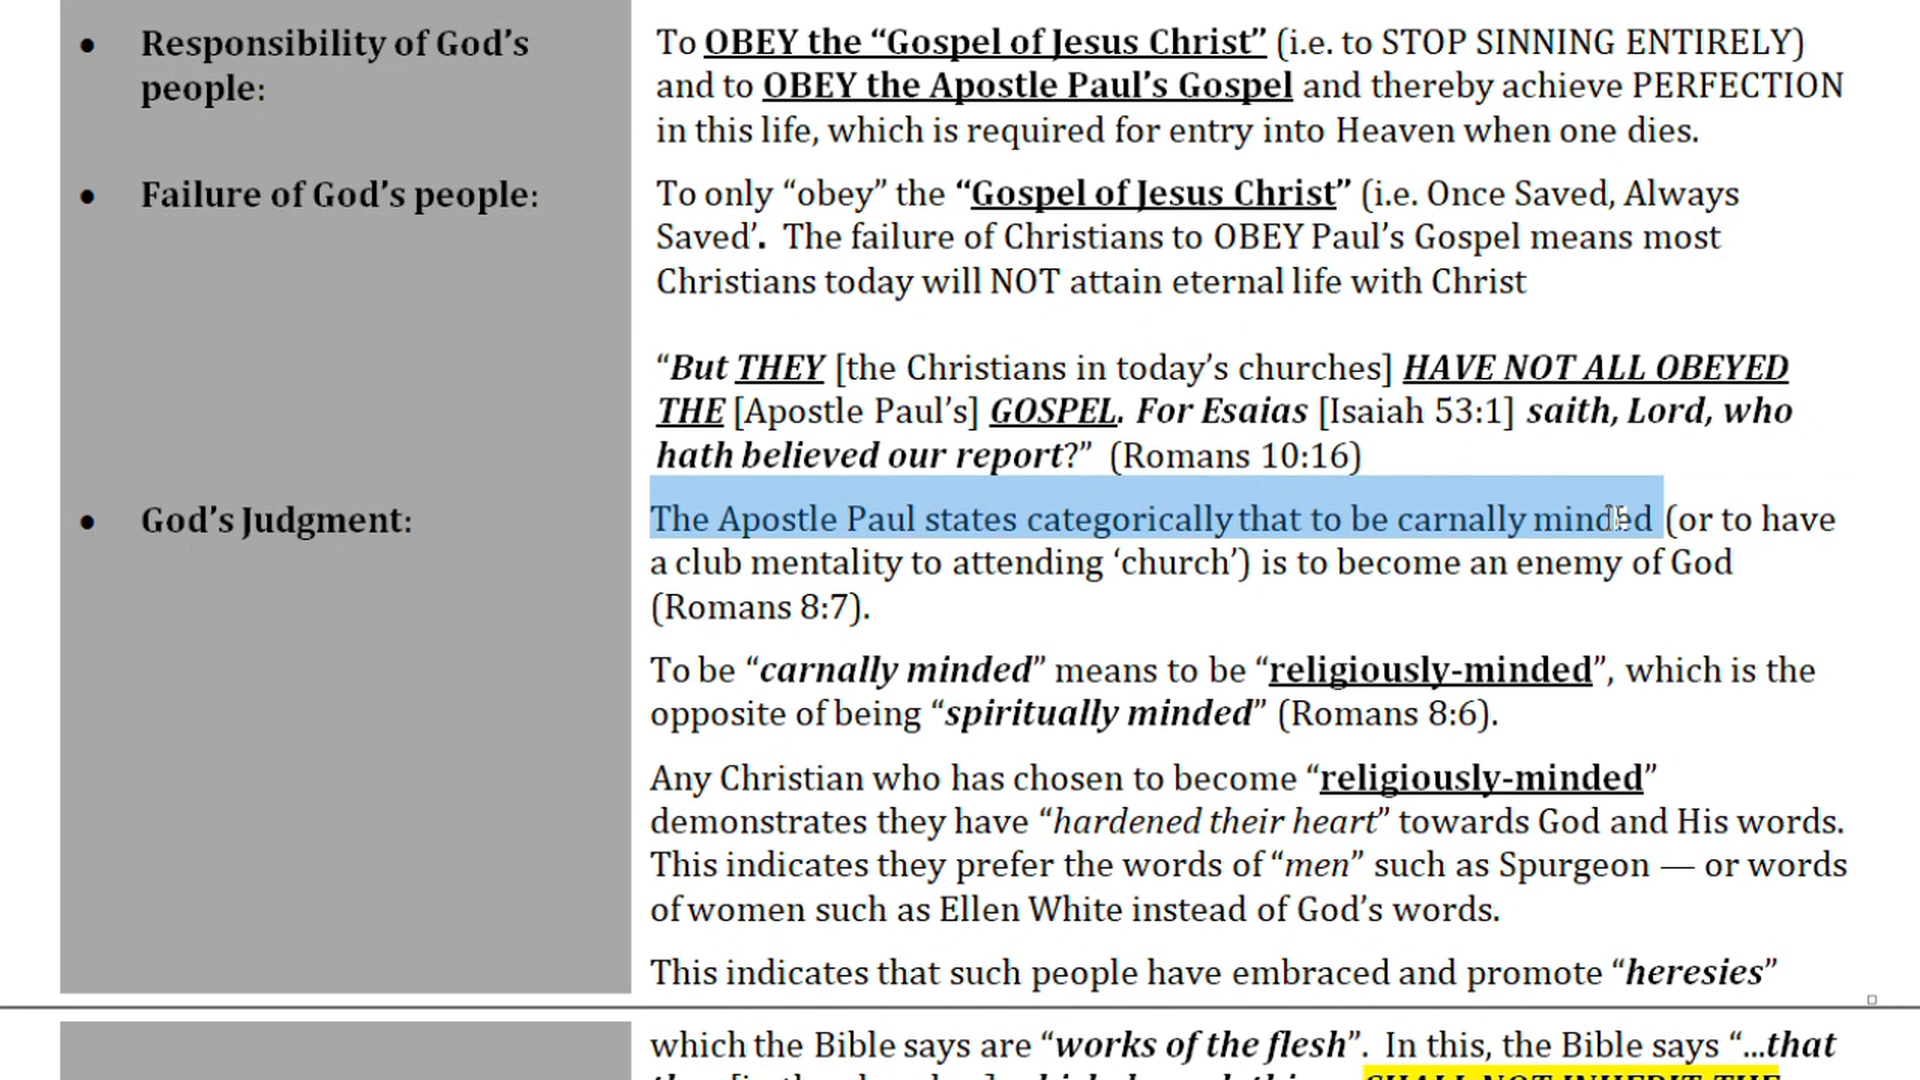 • Responsibility of God’s
people:
To OBEY the “Gospel of Jesus Christ” (i.e. to STOP SINNING ENTIRELY)
and to OBEY the Apostle Paul’s Gospel and thereby achieve PERFECTION
in this life, which is required for entry into Heaven when one dies.
• Failure of God’s people:
To only “obey” the “Gospel of Jesus Christ” (i.e. Once Saved, Always
Saved’. The failure of Christians to OBEY Paul’s Gospel means most
Christians today will NOT attain eternal life with Christ
“But THEY [the Christians in today’s churches] HAVE NOT ALL OBEYED
THE [Apostle Paul’s] GOSPEL. For Esaias [Isaiah 53:1] saith, Lord, who
hath believed our report?” (Romans 10:16)
• God’s Judgment:
The Apostle Paul states categorically that to be carnally minded (or to have
a club mentality to attending ‘church’) is to become an enemy of God
(Romans 8:7).
To be “carnally minded” means to be “religiously-minded”, which is the
opposite of being “spiritually minded” (Romans 8:6).
Any Christian who has chosen to become “religiously-minded”
demonstrates they have “hardened their heart” towards God and His words.
This indicates they prefer the words of “men” such as Spurgeon — or words
of women such as Ellen White instead of God’s words.
This indicates that such people have embraced and promote “heresies”
which the Bible says are “works of the flesh”. In this, the Bible says “...that
SHALL NOT INHERIT THE